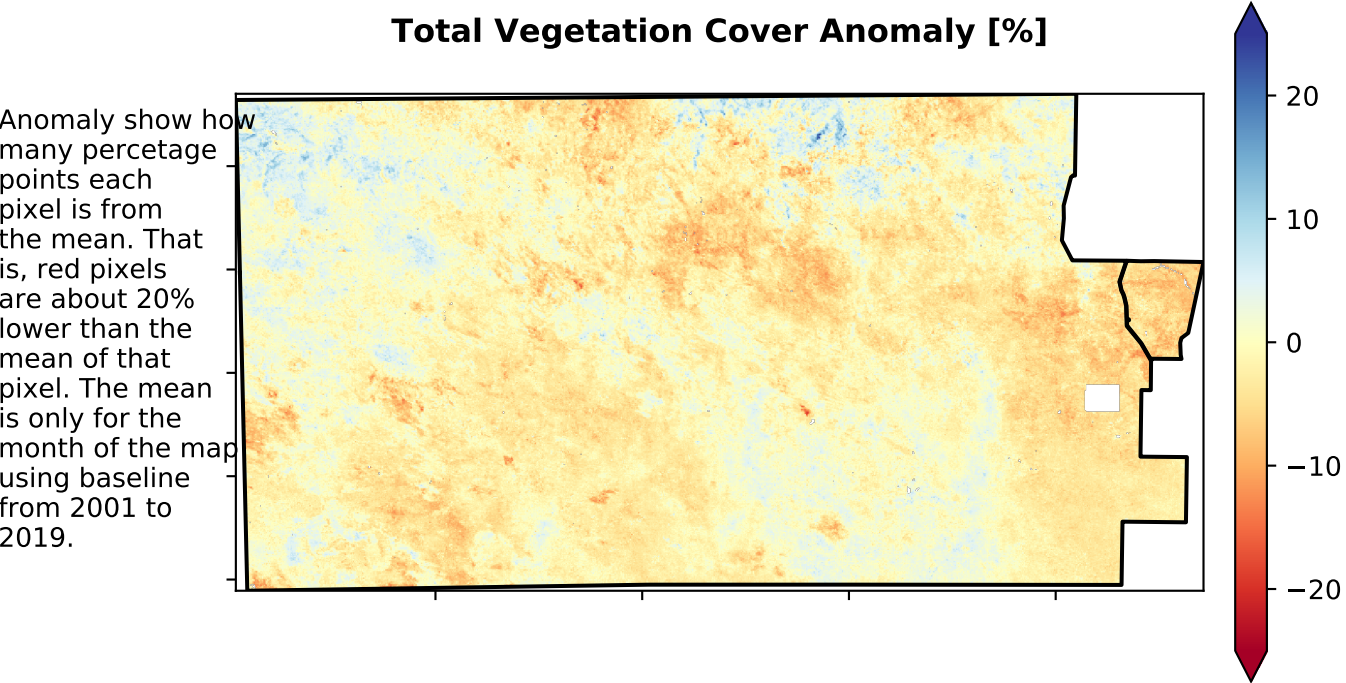 Total Vegetation Cover Anomaly [%]
Anomaly show how
many percetage
points each
pixel is from
the mean. That
is, red pixels
are about 20%
lower than the
mean of that
pixel. The mean
is only for the
month of the map
using baseline
from 2001 to
2019.
20
10
0
−10
−20